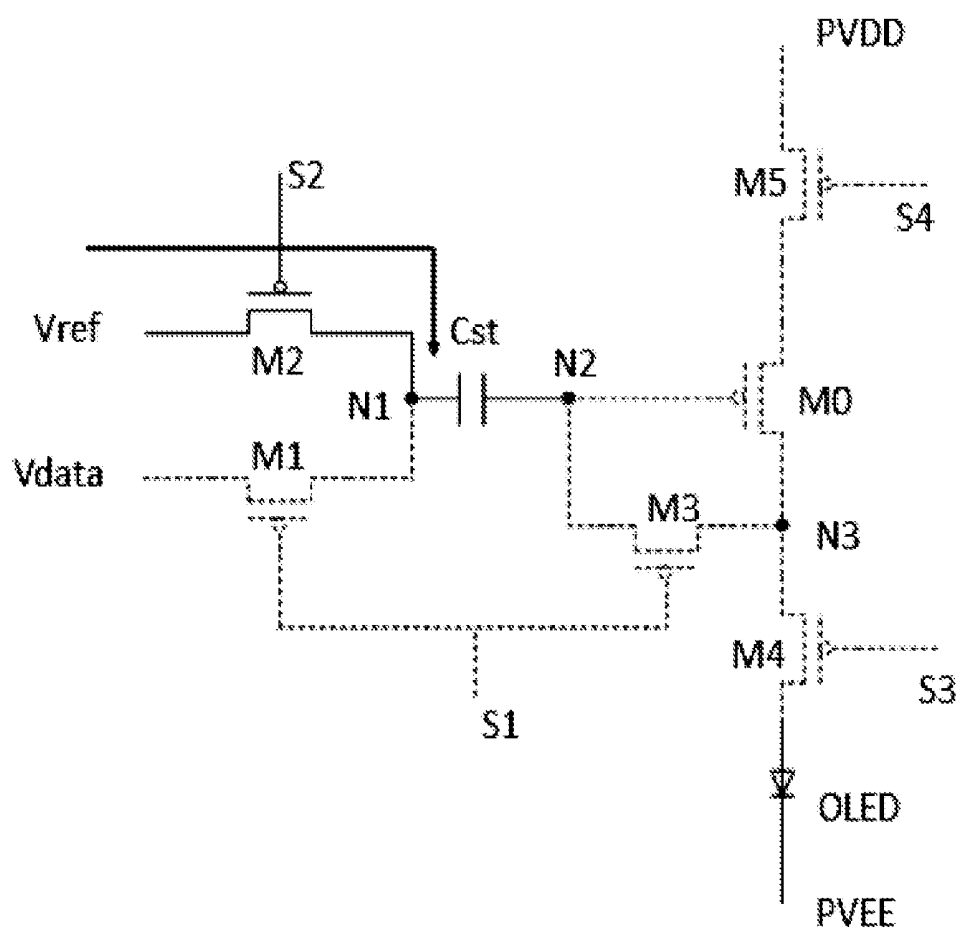 PVDD
S2
M5
S4
Vref
M2
Cst
N2
N1
M0
M1
Vdata
M3
N3
M4
S3
S1
OLED
PVEE